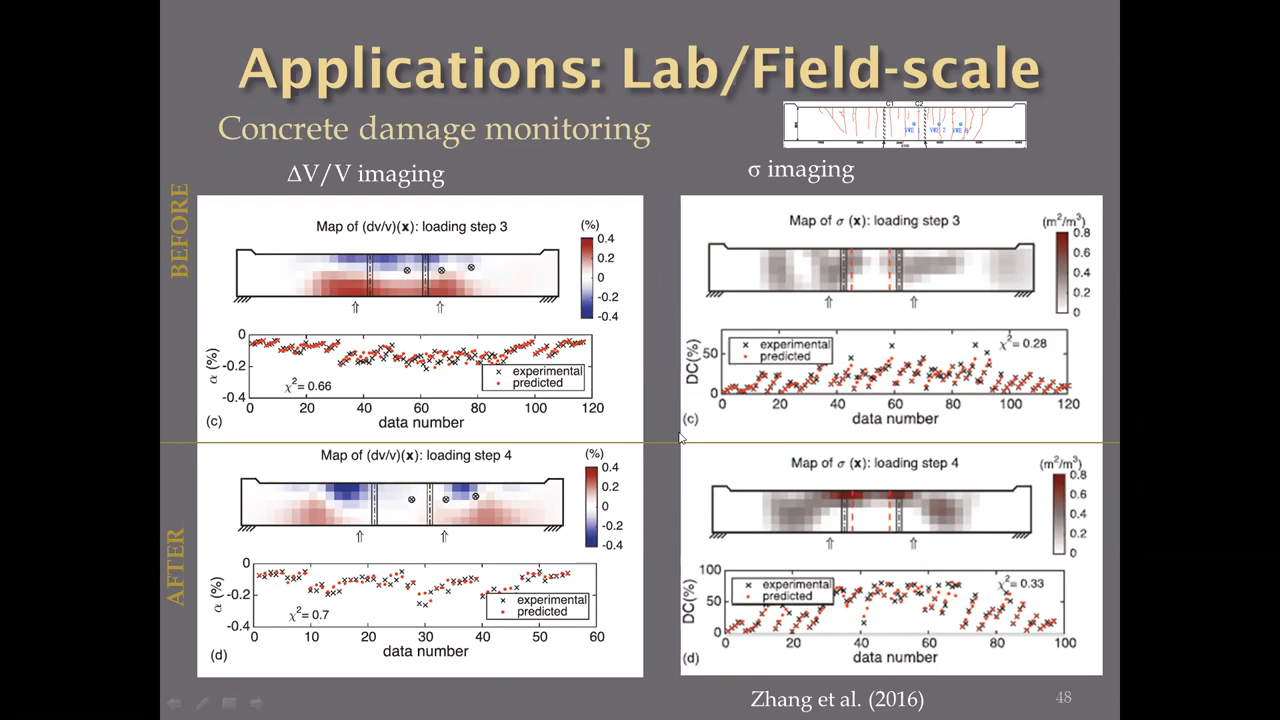 Applications: Lab/Field-scale
Concrete damage monitoring
C1 C2
VWE 7
ΔV/V imaging
σ imaging
BEFORE
Map of (dv/v)(x): loading step 3
(%)
0.4
0.2
0
-0.2
-0.4
0
-0.2
-0.4
α (%)
χ²= 0.66
× experimental
• predicted
0 20 40 60 80 100 120
(c)
data number
Map of σ (x): loading step 3
(m²/m³)
0.8
0.6
0.4
0.2
0
DC(%)
50
0
× experimental
• predicted
χ²= 0.28
0 20 40 60 80 100 120
(c)
data number
AFTER
Map of (dv/v)(x): loading step 4
(%)
0.4
0.2
0
-0.2
-0.4
0
-0.2
-0.4
α (%)
χ²= 0.7
× experimental
• predicted
0 10 20 30 40 50 60
(d)
data number
Map of σ (x): loading step 4
(m²/m³)
0.8
0.6
0.4
0.2
0
DC(%)
100
50
0
× experimental
• predicted
χ²= 0.33
0 20 40 60 80 100
(d)
data number
Zhang et al. (2016)
48